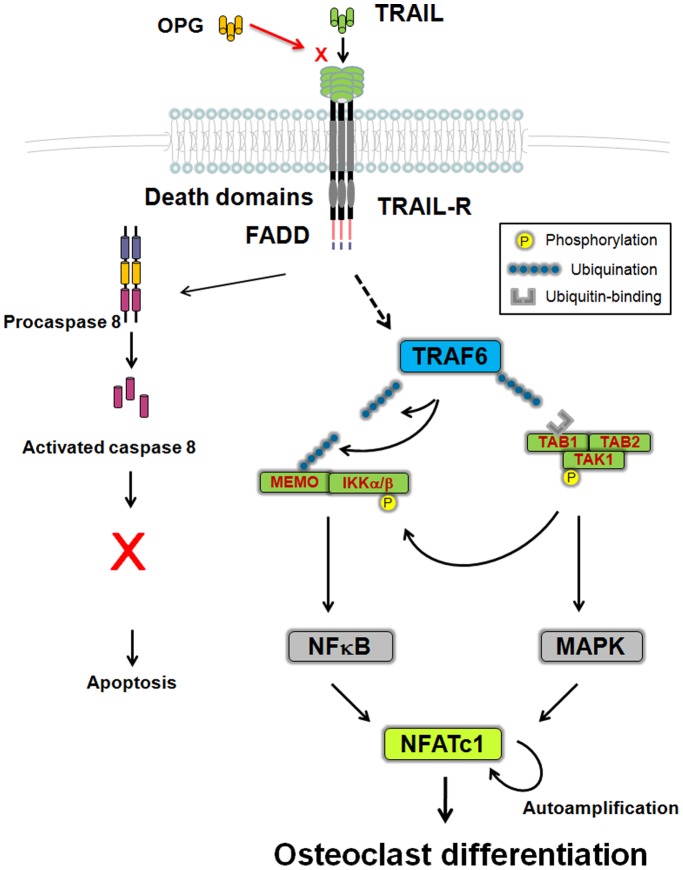 OPG
TRAIL
X
Death domains
TRAIL-R
FADD
P Phosphorylation
Ubiquination
Ubiquitin-binding
Procaspase 8
TRAF6
Activated caspase 8
TAB1 TAB2
TAK1
P
MEMO IKKα/β
P
X
NFκB
MAPK
Apoptosis
NFATc1
Autoamplification
Osteoclast differentiation